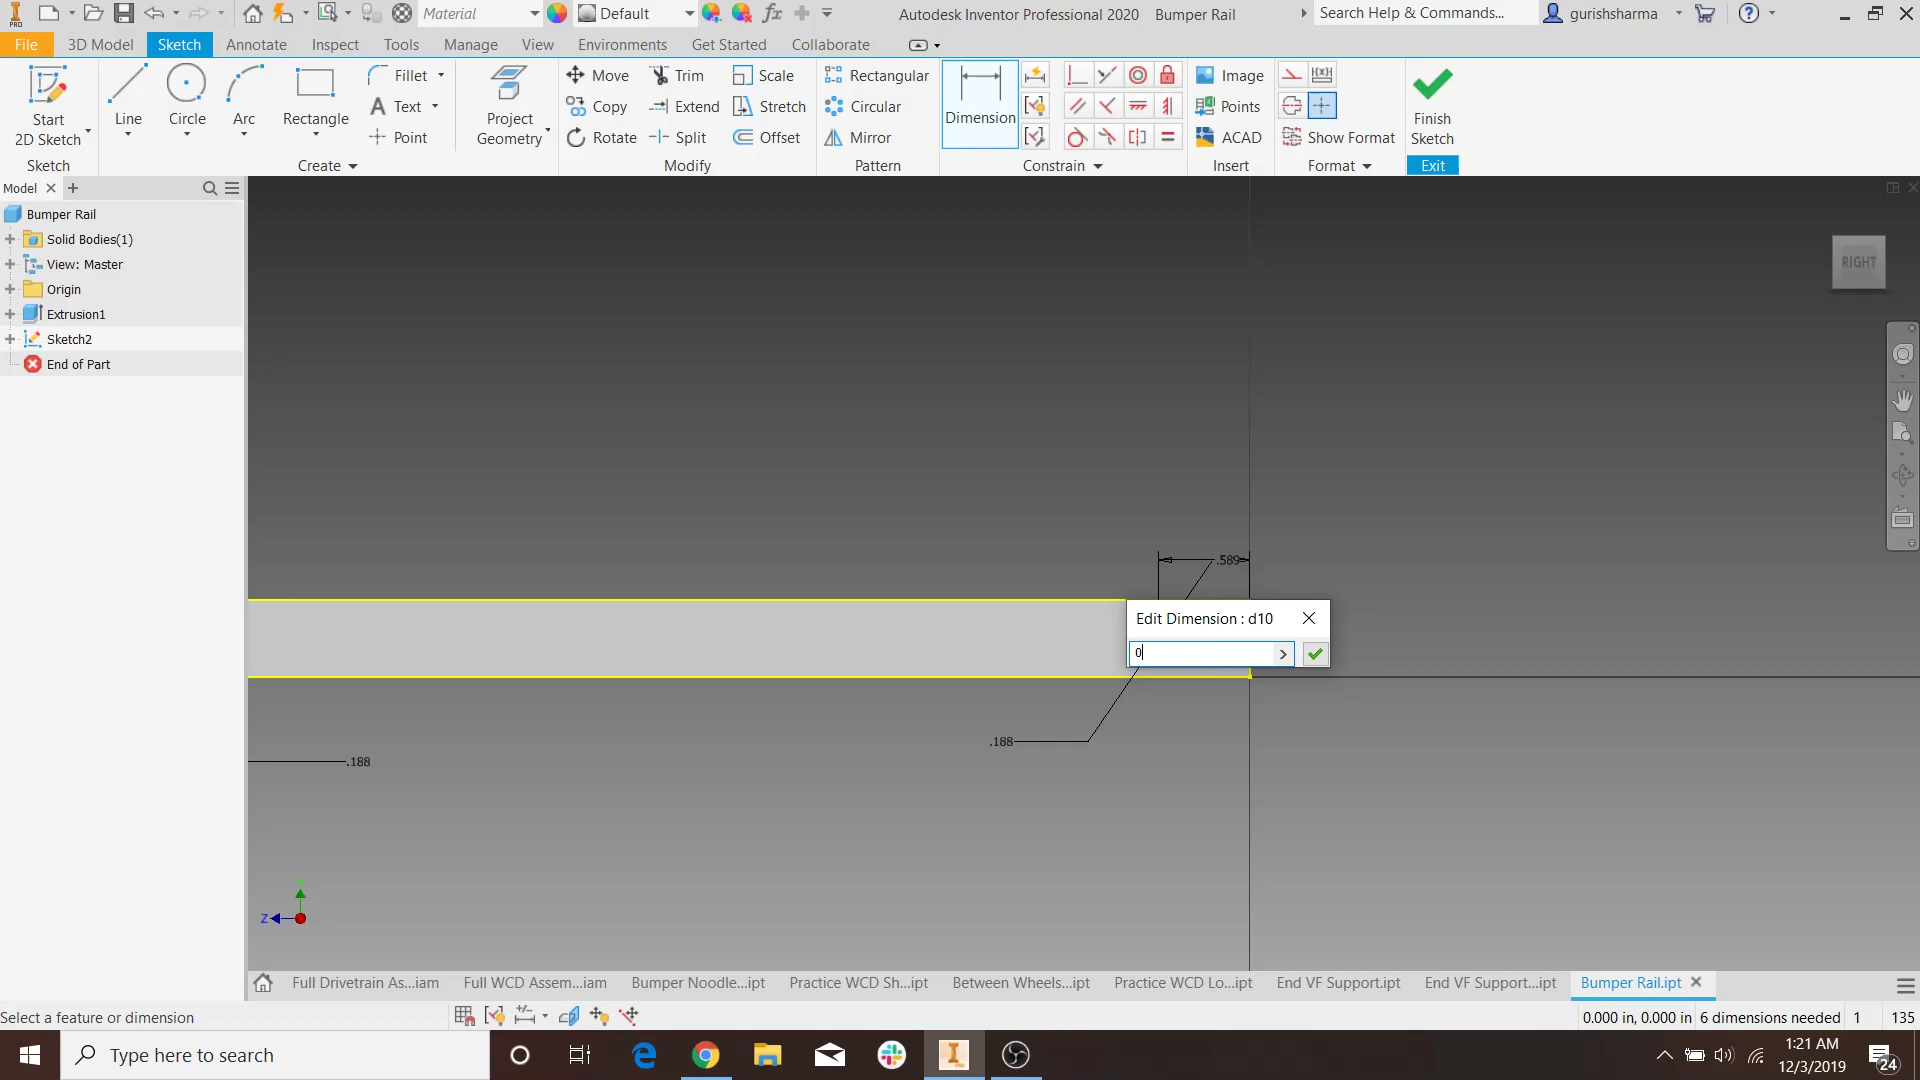 PRO
Material
Default
Autodesk Inventor Professional 2020 Bumper Rail
Search Help & Commands...
gurishsharma
File 3D Model Sketch Annotate Inspect Tools Manage View Environments Get Started Collaborate
Start
2D Sketch
Line
Circle
Arc
Rectangle
Fillet
Text
Point
Project
Geometry
Move
Copy
Rotate
Trim
Extend
Split
Scale
Stretch
Offset
Rectangular
Circular
Mirror
Dimension
Image
Points
ACAD
Show Format
Finish
Sketch
Sketch Create Modify Pattern Constrain Insert Format Exit
Model
Bumper Rail
Solid Bodies(1)
View: Master
Origin
Extrusion1
Sketch2
End of Part
RIGHT
.589
Edit Dimension : d10
0
.188
.188
Z
Full Drivetrain As...iam Full WCD Assem...iam Bumper Noodle...ipt Practice WCD Sh...ipt Between Wheels...ipt Practice WCD Lo...ipt End VF Support.ipt End VF Support...ipt Bumper Rail.ipt
Select a feature or dimension
0.000 in, 0.000 in 6 dimensions needed 1 135
Type here to search
1:21 AM
12/3/2019
24